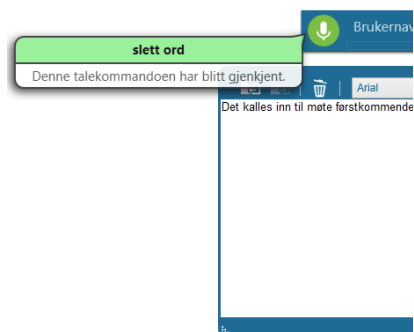 Brukernav
slett ord
Denne talekommandoen har blitt gjenkjent.
Arial
Det kalles inn til møte førstkommende